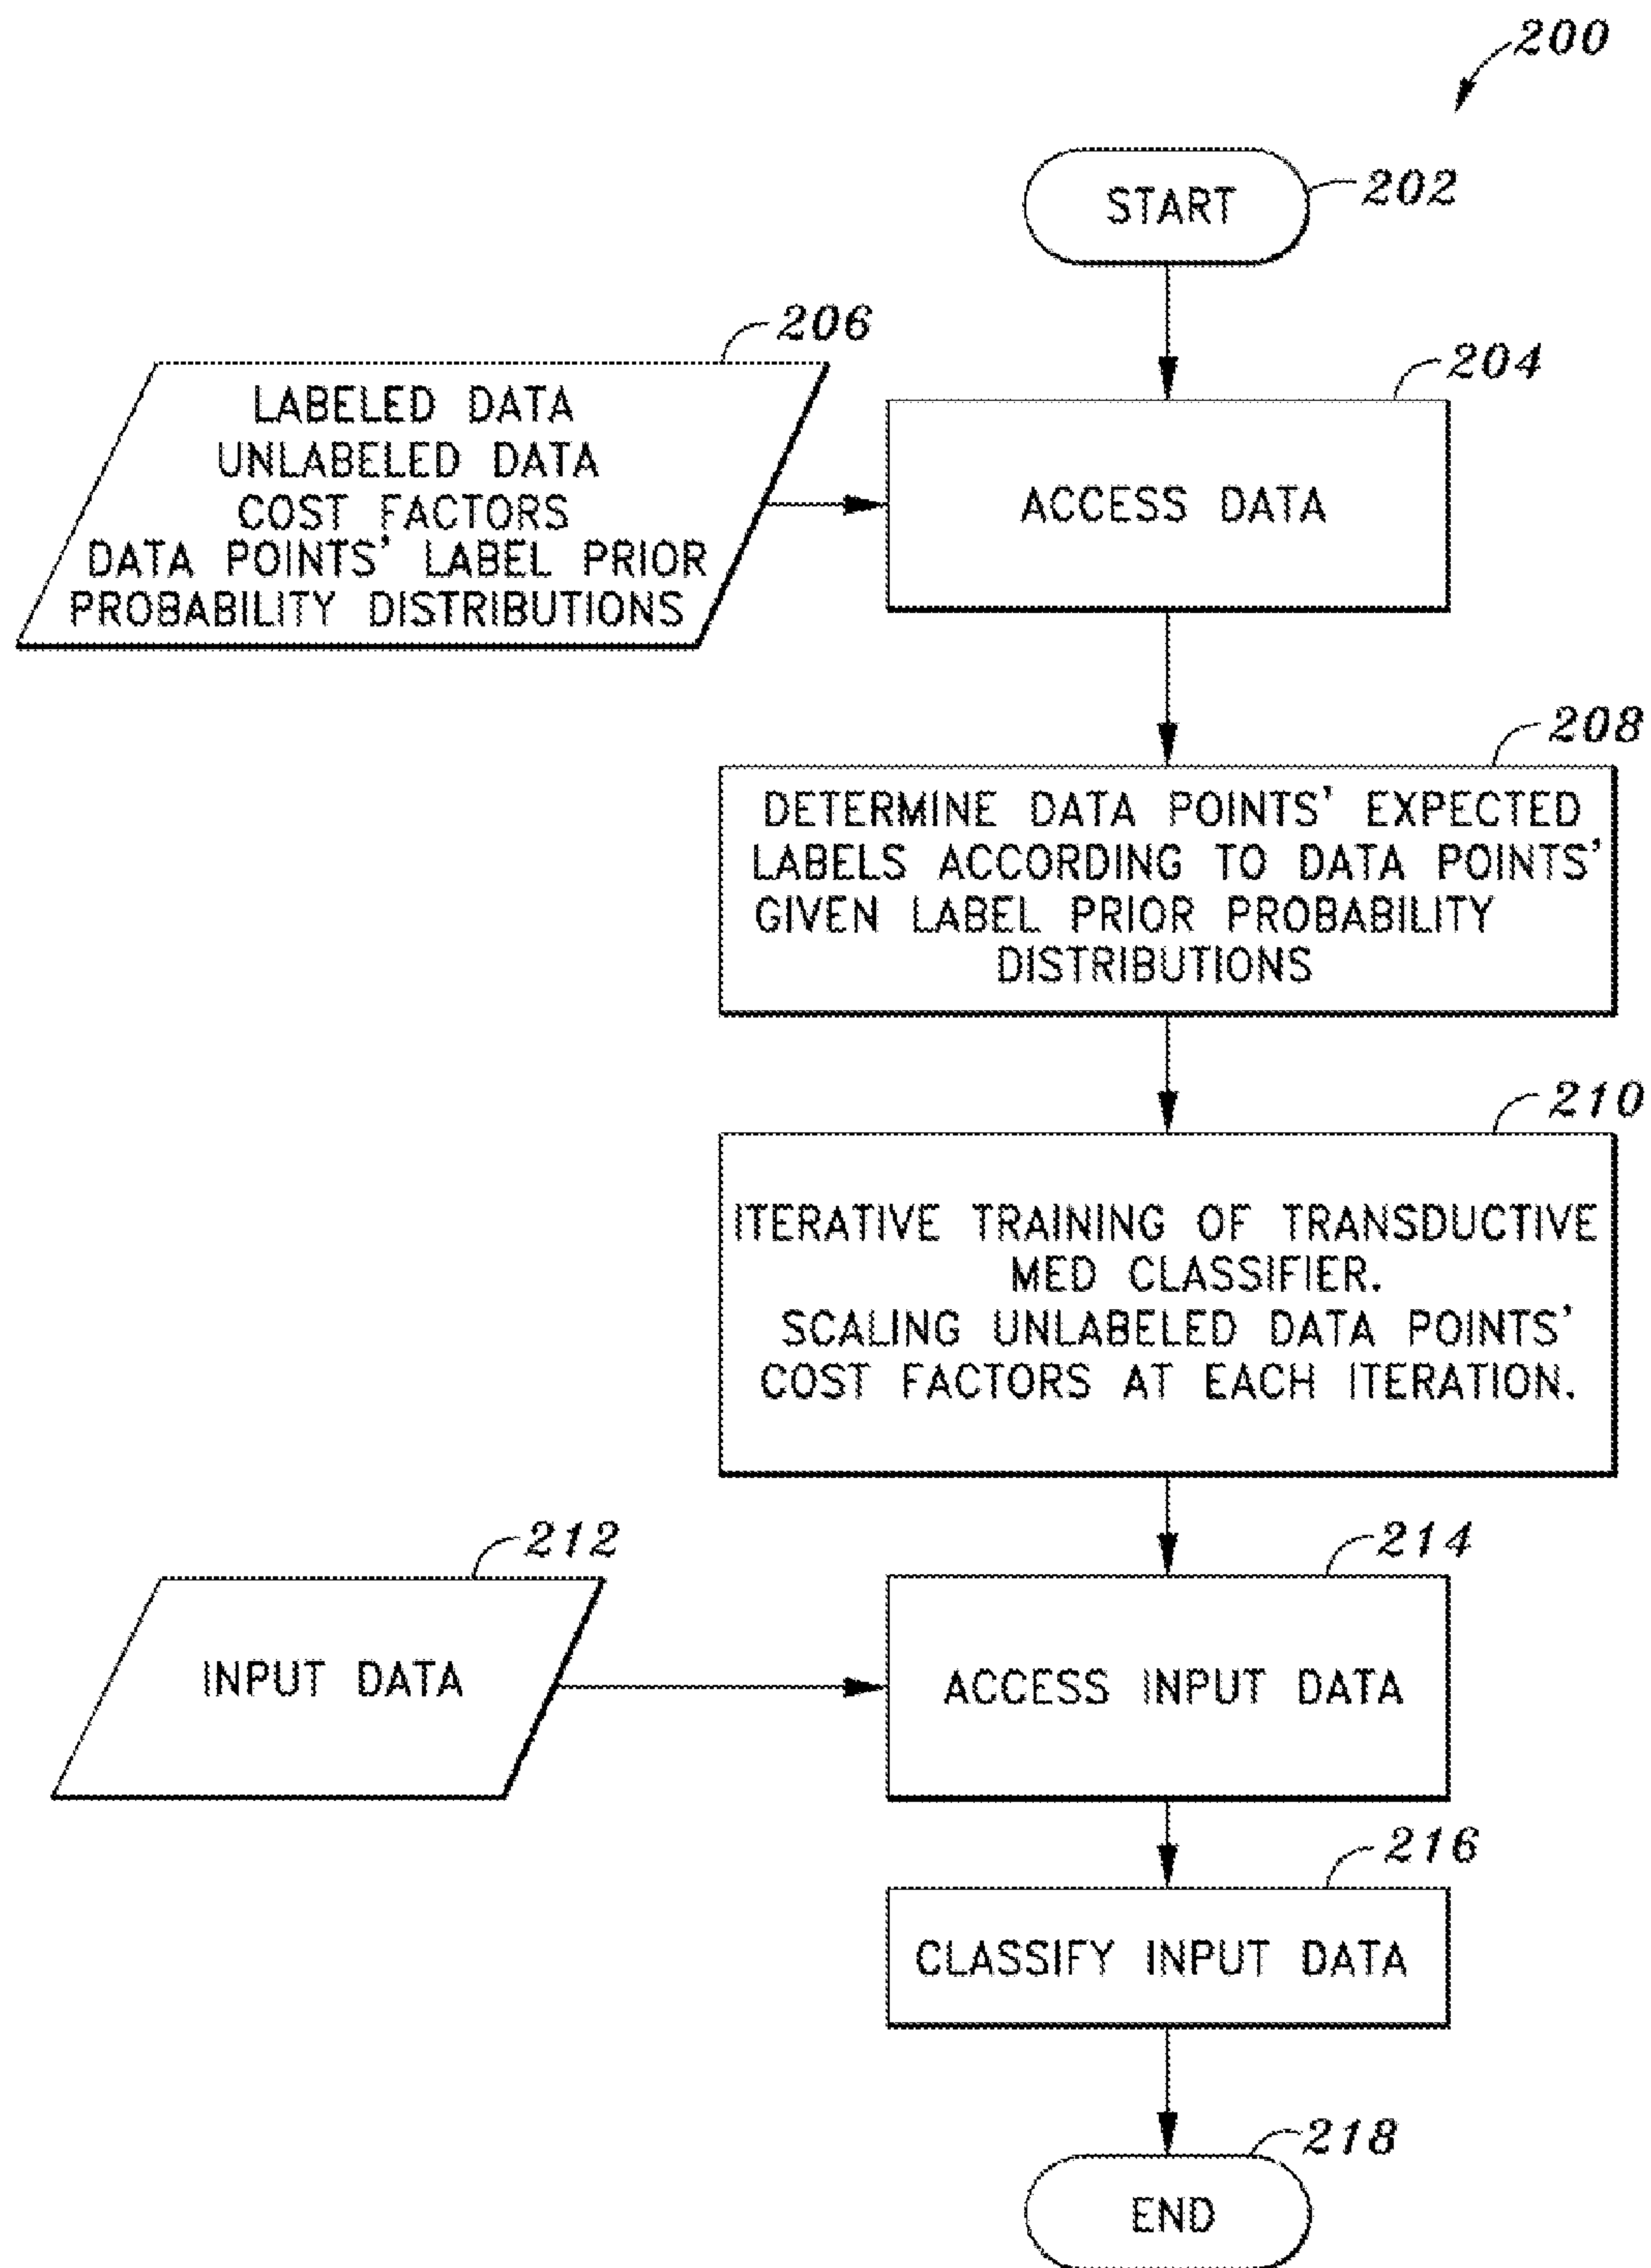 200
START
202
206
LABELED DATA
UNLABELED DATA
COST FACTORS
DATA POINTS' LABEL PRIOR
PROBABILITY DISTRIBUTIONS
204
ACCESS DATA
208
DETERMINE DATA POINTS' EXPECTED
LABELS ACCORDING TO DATA POINTS'
GIVEN LABEL PRIOR PROBABILITY
DISTRIBUTIONS
210
ITERATIVE TRAINING OF TRANSDUCTIVE
MED CLASSIFIER.
SCALING UNLABELED DATA POINTS'
COST FACTORS AT EACH ITERATION.
212
INPUT DATA
214
ACCESS INPUT DATA
216
CLASSIFY INPUT DATA
218
END